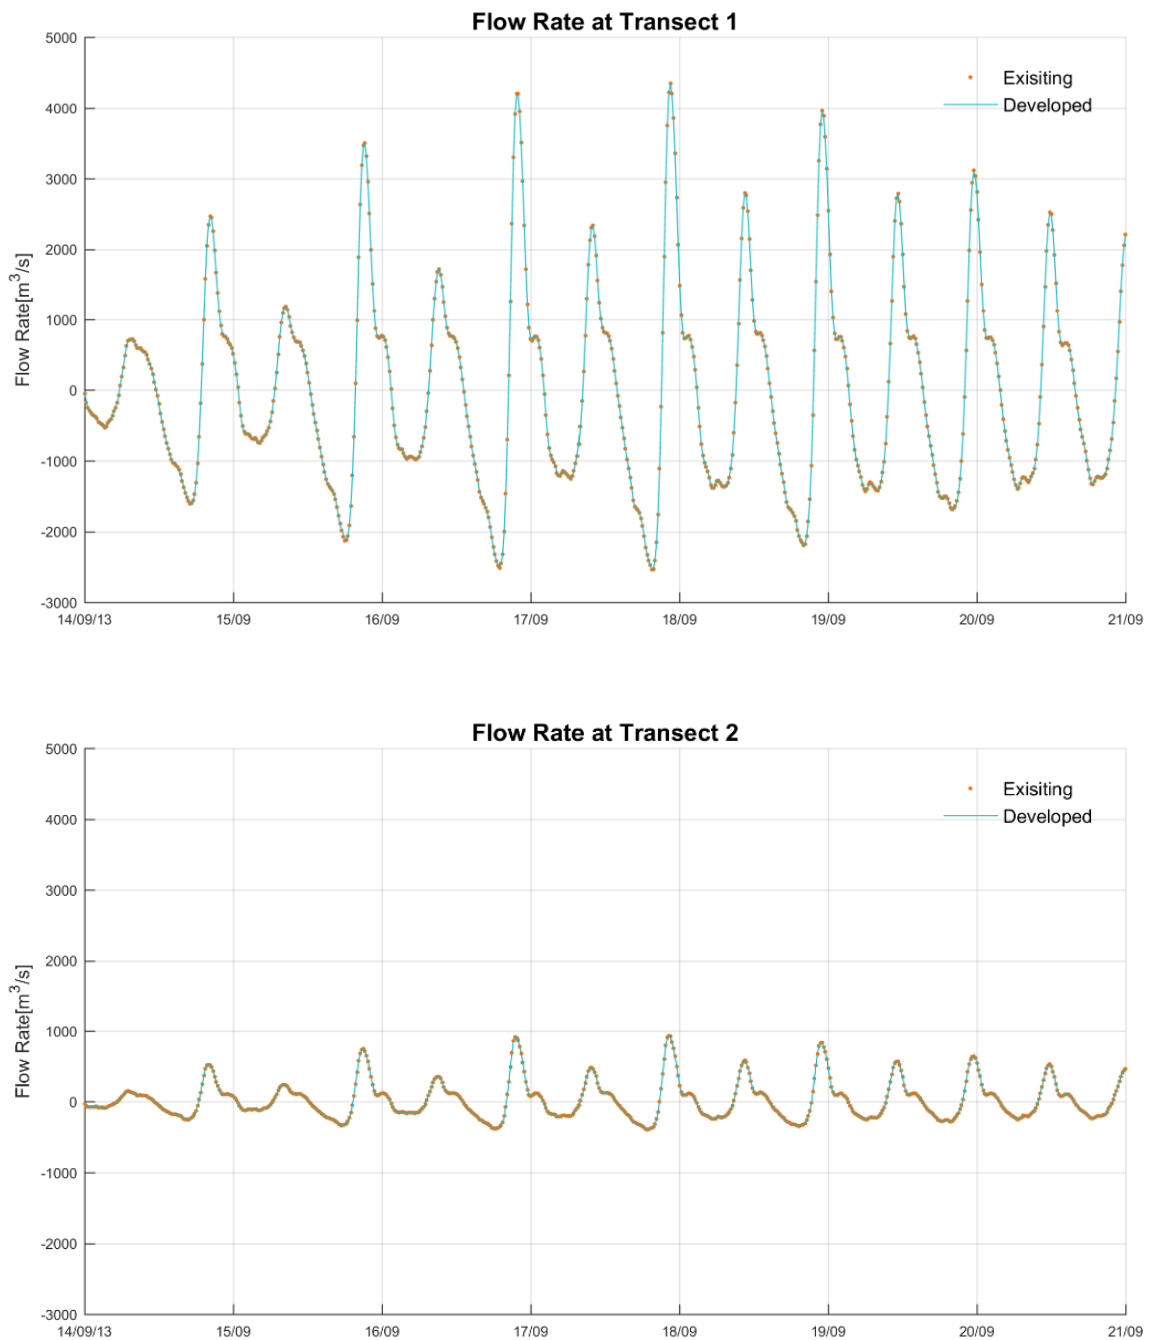 Flow Rate at Transect 1
Flow Rate[m³/s]
5000
4000
3000
2000
1000
0
-1000
-2000
-3000
Exisiting
Developed
14/09/13 15/09 16/09 17/09 18/09 19/09 20/09 21/09
Flow Rate at Transect 2
Flow Rate[m³/s]
5000
4000
3000
2000
1000
0
-1000
-2000
-3000
Exisiting
Developed
14/09/13 15/09 16/09 17/09 18/09 19/09 20/09 21/09